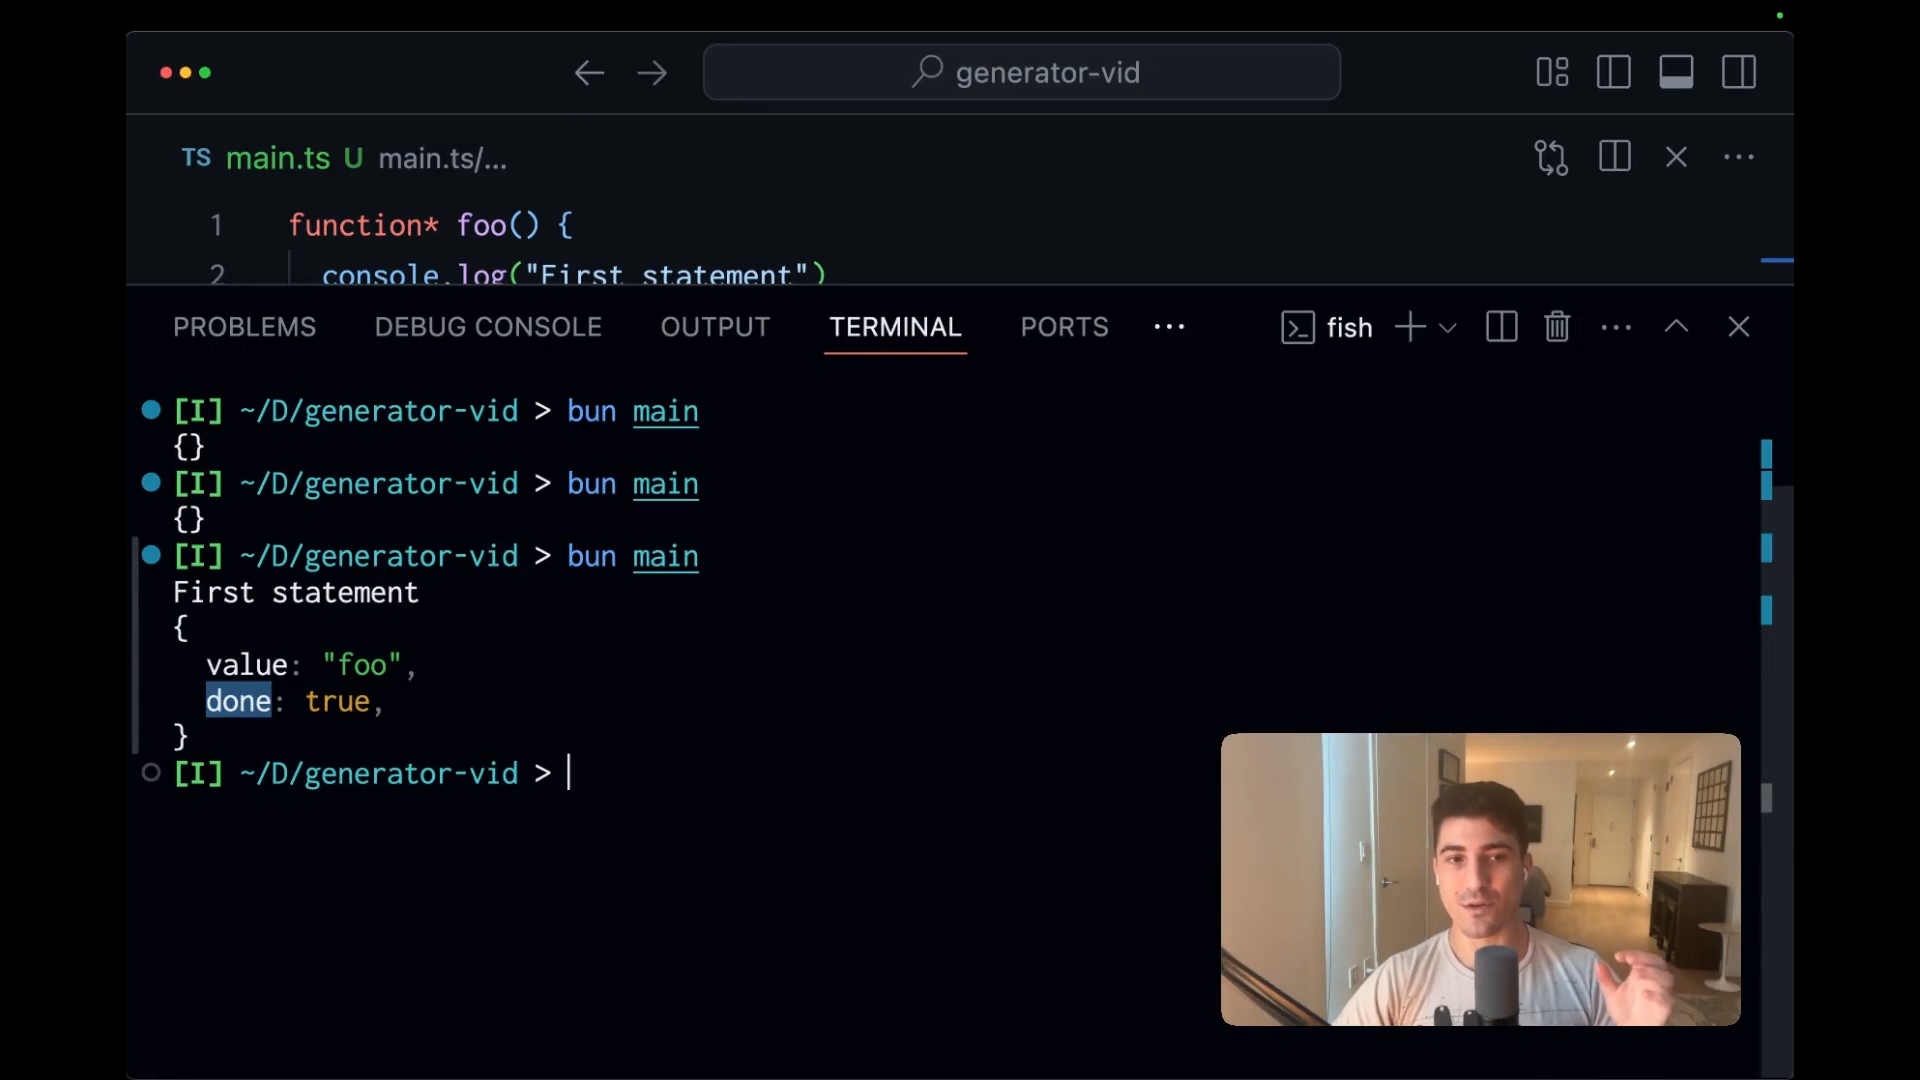 generator-vid
TS main.ts U main.ts/...
1 function* foo() {
2 console.log("First statement")
PROBLEMS DEBUG CONSOLE OUTPUT TERMINAL PORTS ... fish
[I] ~/D/generator-vid > bun main
{}
[I] ~/D/generator-vid > bun main
{}
[I] ~/D/generator-vid > bun main
First statement
{
value: "foo",
done: true,
}
[I] ~/D/generator-vid >